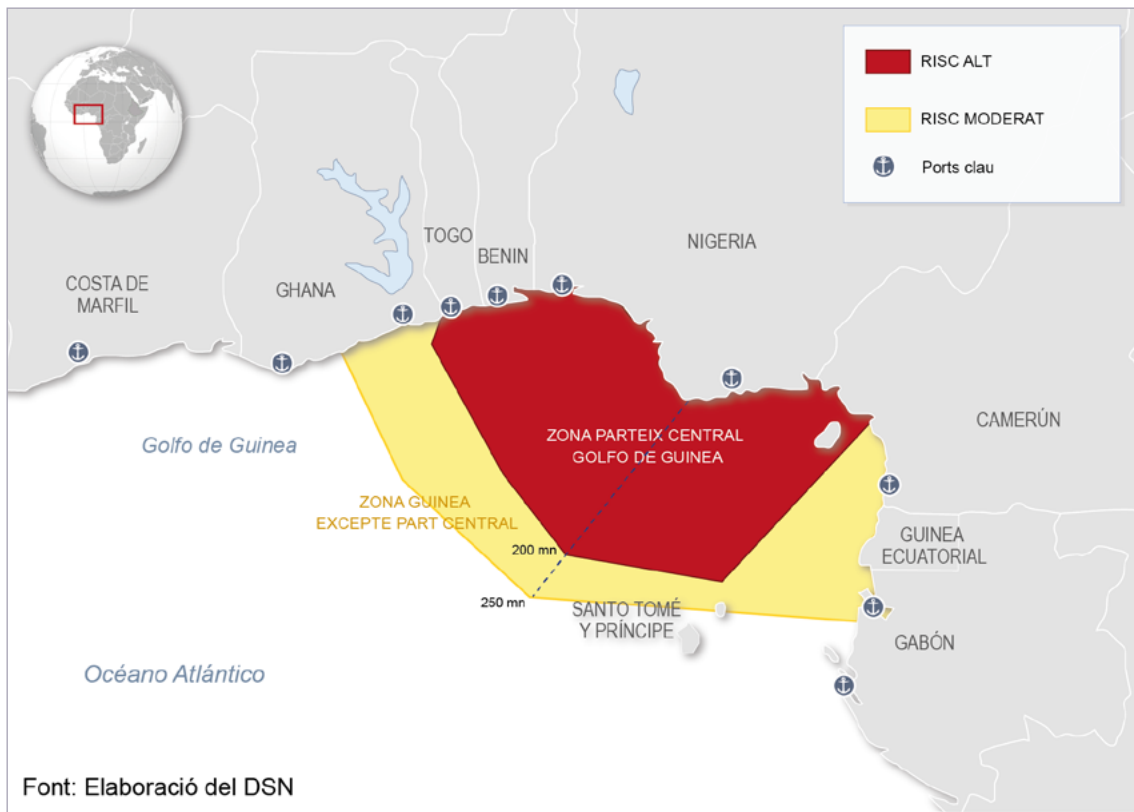 RISC ALT
RISC MODERAT
Ports clau
TOGO
BENIN
NIGERIA
COSTA DE
MARFIL
GHANA
CAMERÚN
Golfo de Guinea
ZONA PARTEIX CENTRAL
GOLFO DE GUINEA
ZONA GUINEA
EXCEPTE PART CENTRAL
GUINEA
ECUATORIAL
200 mn
250 mn
SANTO TOMÉ
Y PRÍNCIPE
GABÓN
Océano Atlántico
Font: Elaboració del DSN